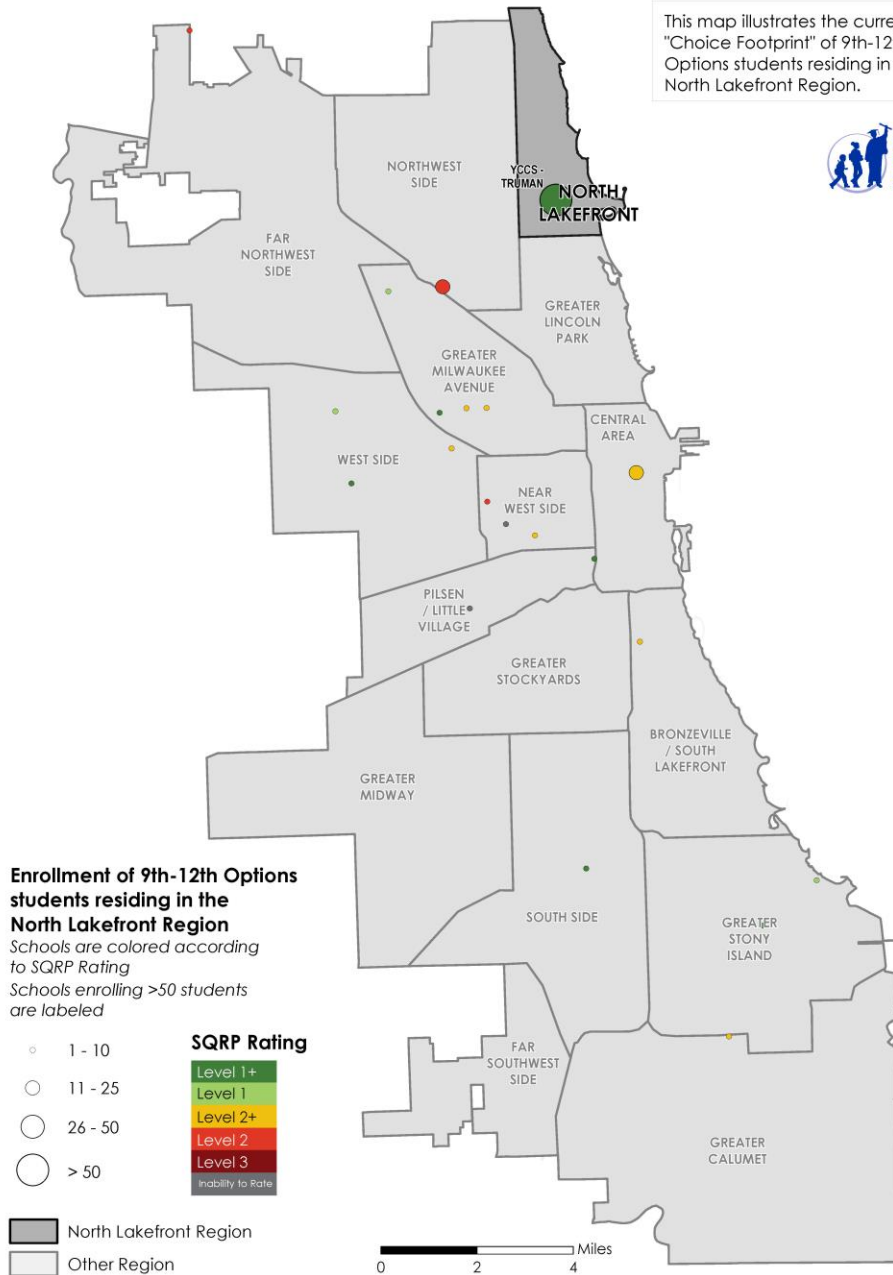 This map illustrates the curre
"Choice Footprint" of 9th-12
Options students residing in
North Lakefront Region.
NORTHWEST
SIDE
YCCS -
TRUMAN
NORTH
LAKEFRONT
FAR
NORTHWEST
SIDE
GREATER
LINCOLN
PARK
GREATER
MILWAUKEE
AVENUE
CENTRAL
AREA
WEST SIDE
NEAR
WEST SIDE
PILSEN
/ LITTLE
VILLAGE
GREATER
STOCKYARDS
BRONZEVILLE
/ SOUTH
LAKEFRONT
GREATER
MIDWAY
SOUTH SIDE
GREATER
STONY
ISLAND
FAR
SOUTHWEST
SIDE
GREATER
CALUMET
Enrollment of 9th-12th Options
students residing in the
North Lakefront Region
Schools are colored according
to SQRP Rating
Schools enrolling >50 students
are labeled
1 - 10
11 - 25
26 - 50
> 50
SQRP Rating
Level 1+
Level 1
Level 2+
Level 2
Level 3
Inability to Rate
North Lakefront Region
Other Region
Miles
0 2 4